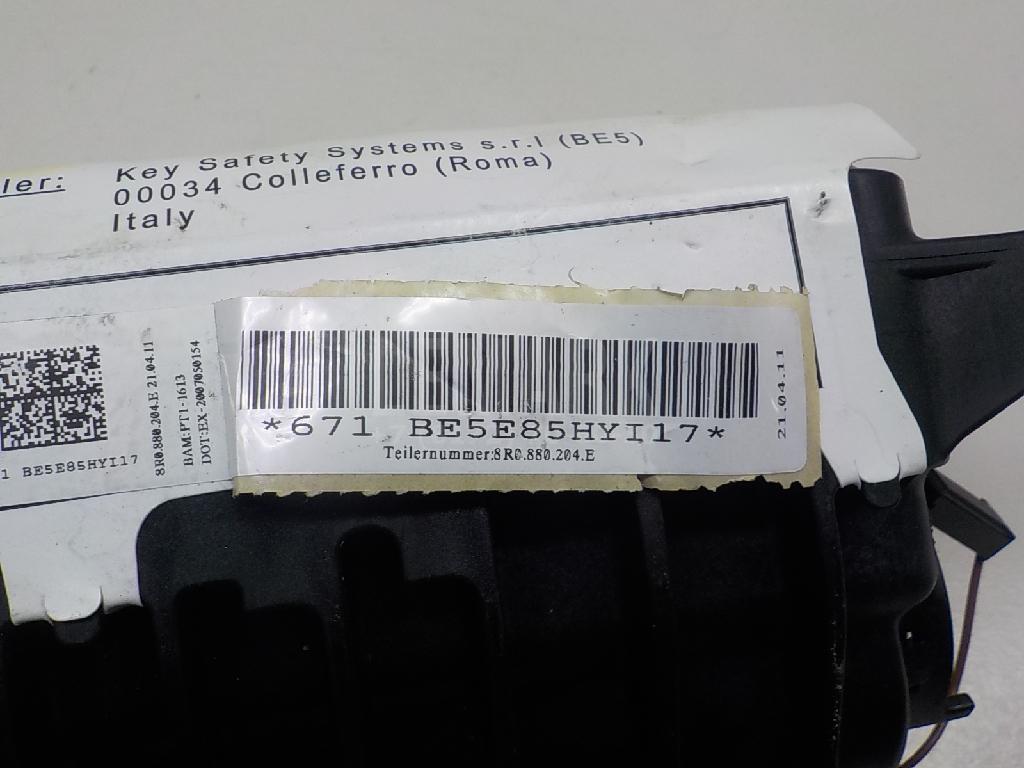 ler: Key Safety Systems s.r.l (BE5)
00034 Colleferro (Roma)
Italy
1 BE5E85HYI17
8R0.880.204.E 21.04.11
BAM:PT1-1613
DOT:EX-2007050154
*671 BE5E85HYI17*
Teilernummer:8R0.880.204.E
21.04.11